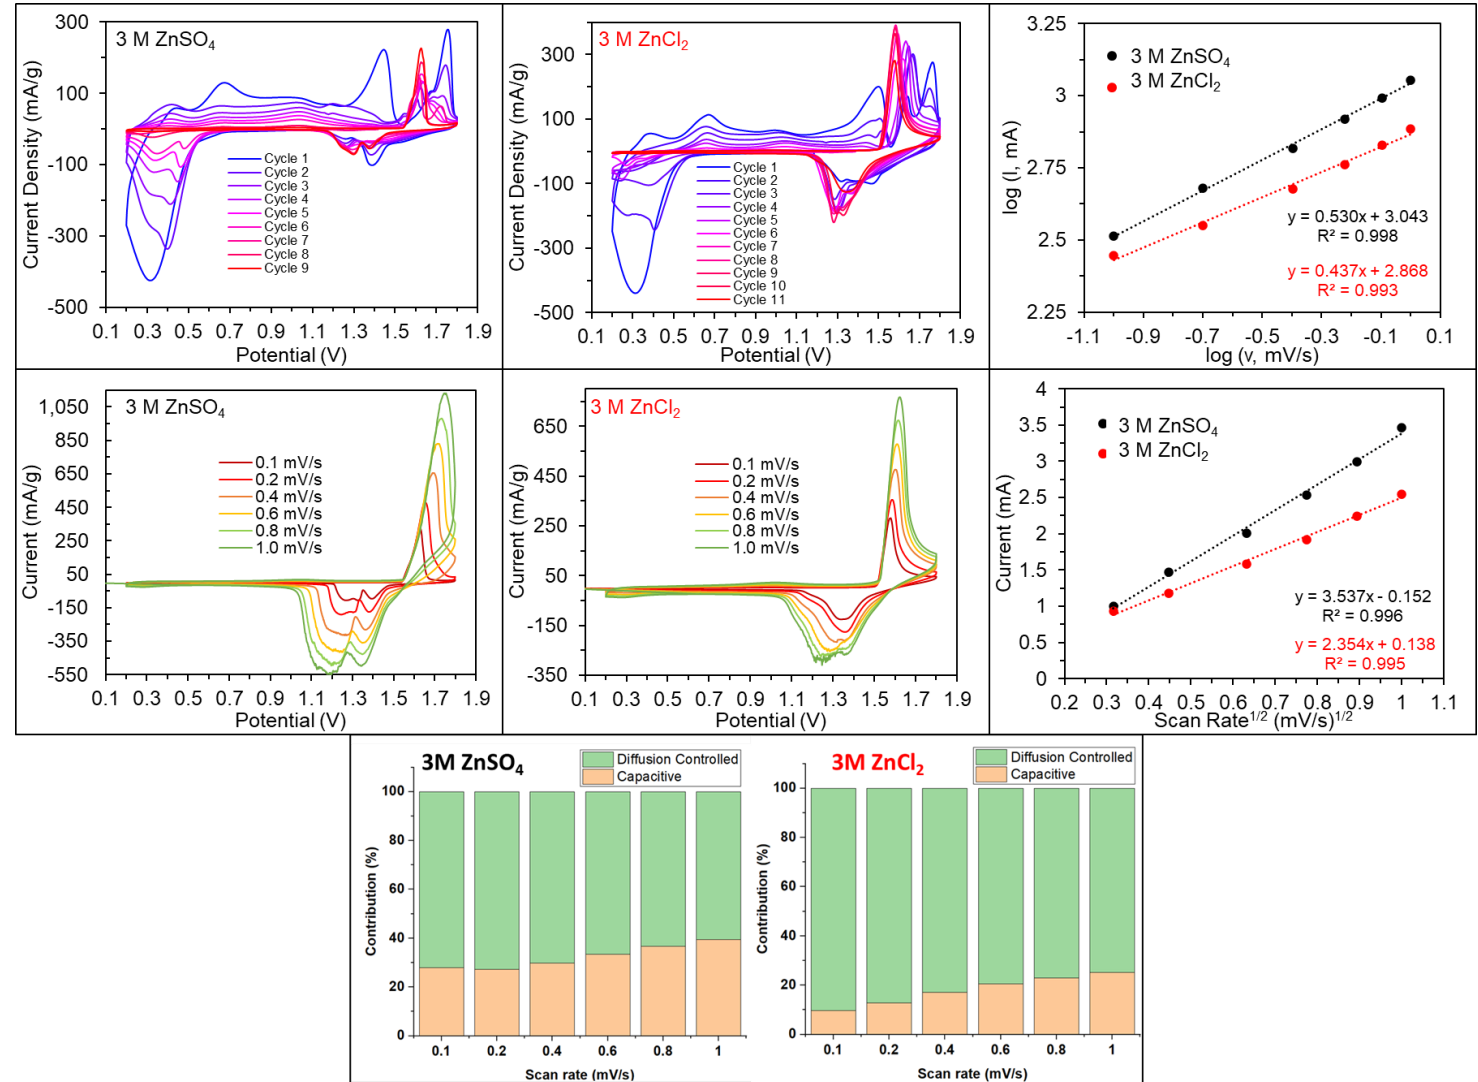 3 M ZnSO₄
Current Density (mA/g)
300
100
-100
-300
-500
0.1 0.3 0.5 0.7 0.9 1.1 1.3 1.5 1.7 1.9
Potential (V)
Cycle 1
Cycle 2
Cycle 3
Cycle 4
Cycle 5
Cycle 6
Cycle 7
Cycle 8
Cycle 9
3 M ZnCl₂
Current Density (mA/g)
300
100
-100
-300
-500
0.1 0.3 0.5 0.7 0.9 1.1 1.3 1.5 1.7 1.9
Potential (V)
Cycle 1
Cycle 2
Cycle 3
Cycle 4
Cycle 5
Cycle 6
Cycle 7
Cycle 8
Cycle 9
Cycle 10
Cycle 11
log (I, mA)
3.25
3
2.75
2.5
2.25
-1.1 -0.9 -0.7 -0.5 -0.3 -0.1 0.1
log (v, mV/s)
3 M ZnSO₄
3 M ZnCl₂
y = 0.530x + 3.043
R² = 0.998
y = 0.437x + 2.868
R² = 0.993
3 M ZnSO₄
Current (mA/g)
1,050
850
650
450
250
50
-150
-350
-550
0.1 0.3 0.5 0.7 0.9 1.1 1.3 1.5 1.7 1.9
Potential (V)
0.1 mV/s
0.2 mV/s
0.4 mV/s
0.6 mV/s
0.8 mV/s
1.0 mV/s
3 M ZnCl₂
Current (mA/g)
650
450
250
50
-150
-350
0.1 0.3 0.5 0.7 0.9 1.1 1.3 1.5 1.7 1.9
Potential (V)
0.1 mV/s
0.2 mV/s
0.4 mV/s
0.6 mV/s
0.8 mV/s
1.0 mV/s
Current (mA)
4
3.5
3
2.5
2
1.5
1
0.5
0
0.2 0.3 0.4 0.5 0.6 0.7 0.8 0.9 1 1.1
Scan Rate¹ᐟ² (mV/s)¹ᐟ²
3 M ZnSO₄
3 M ZnCl₂
y = 3.537x - 0.152
R² = 0.996
y = 2.354x + 0.138
R² = 0.995
3M ZnSO₄
Diffusion Controlled
Capacitive
Contribution (%)
100
80
60
40
20
0
0.1 0.2 0.4 0.6 0.8 1
Scan rate (mV/s)
3M ZnCl₂
Diffusion Controlled
Capacitive
Contribution (%)
100
80
60
40
20
0
0.1 0.2 0.4 0.6 0.8 1
Scan rate (mV/s)